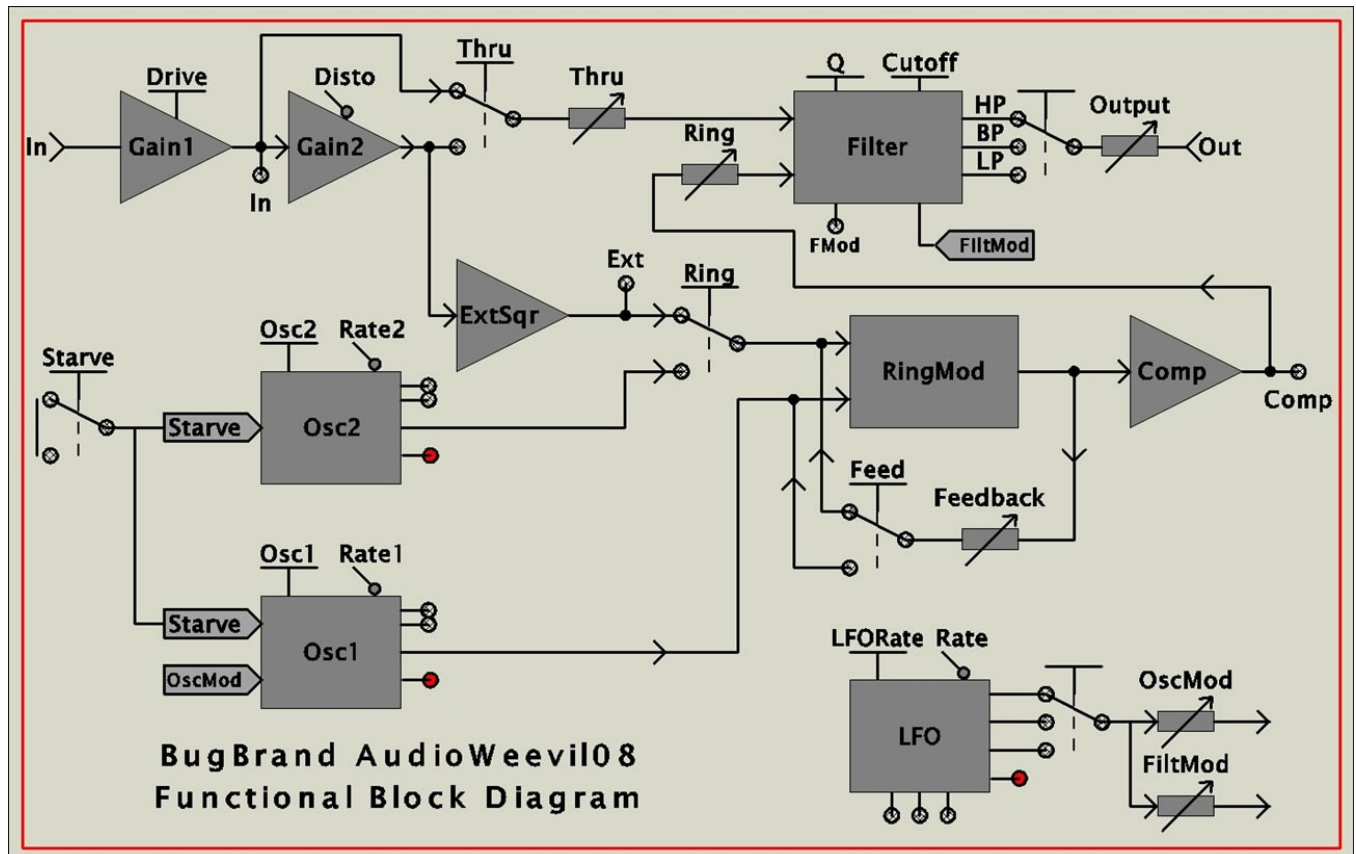 Thru
Drive
Disto
Thru
Q
Cutoff
HP
Output
In
Gain1
Gain2
Ring
Filter
BP
Out
LP
In
FMod
FiltMod
Ext
Ring
ExtSqr
Osc2
Rate2
Starve
RingMod
Comp
Comp
Starve
Osc2
Feed
Feedback
Osc1
Rate1
Starve
Osc1
OscMod
LFORate
Rate
OscMod
LFO
FiltMod
BugBrand AudioWeevil08
Functional Block Diagram